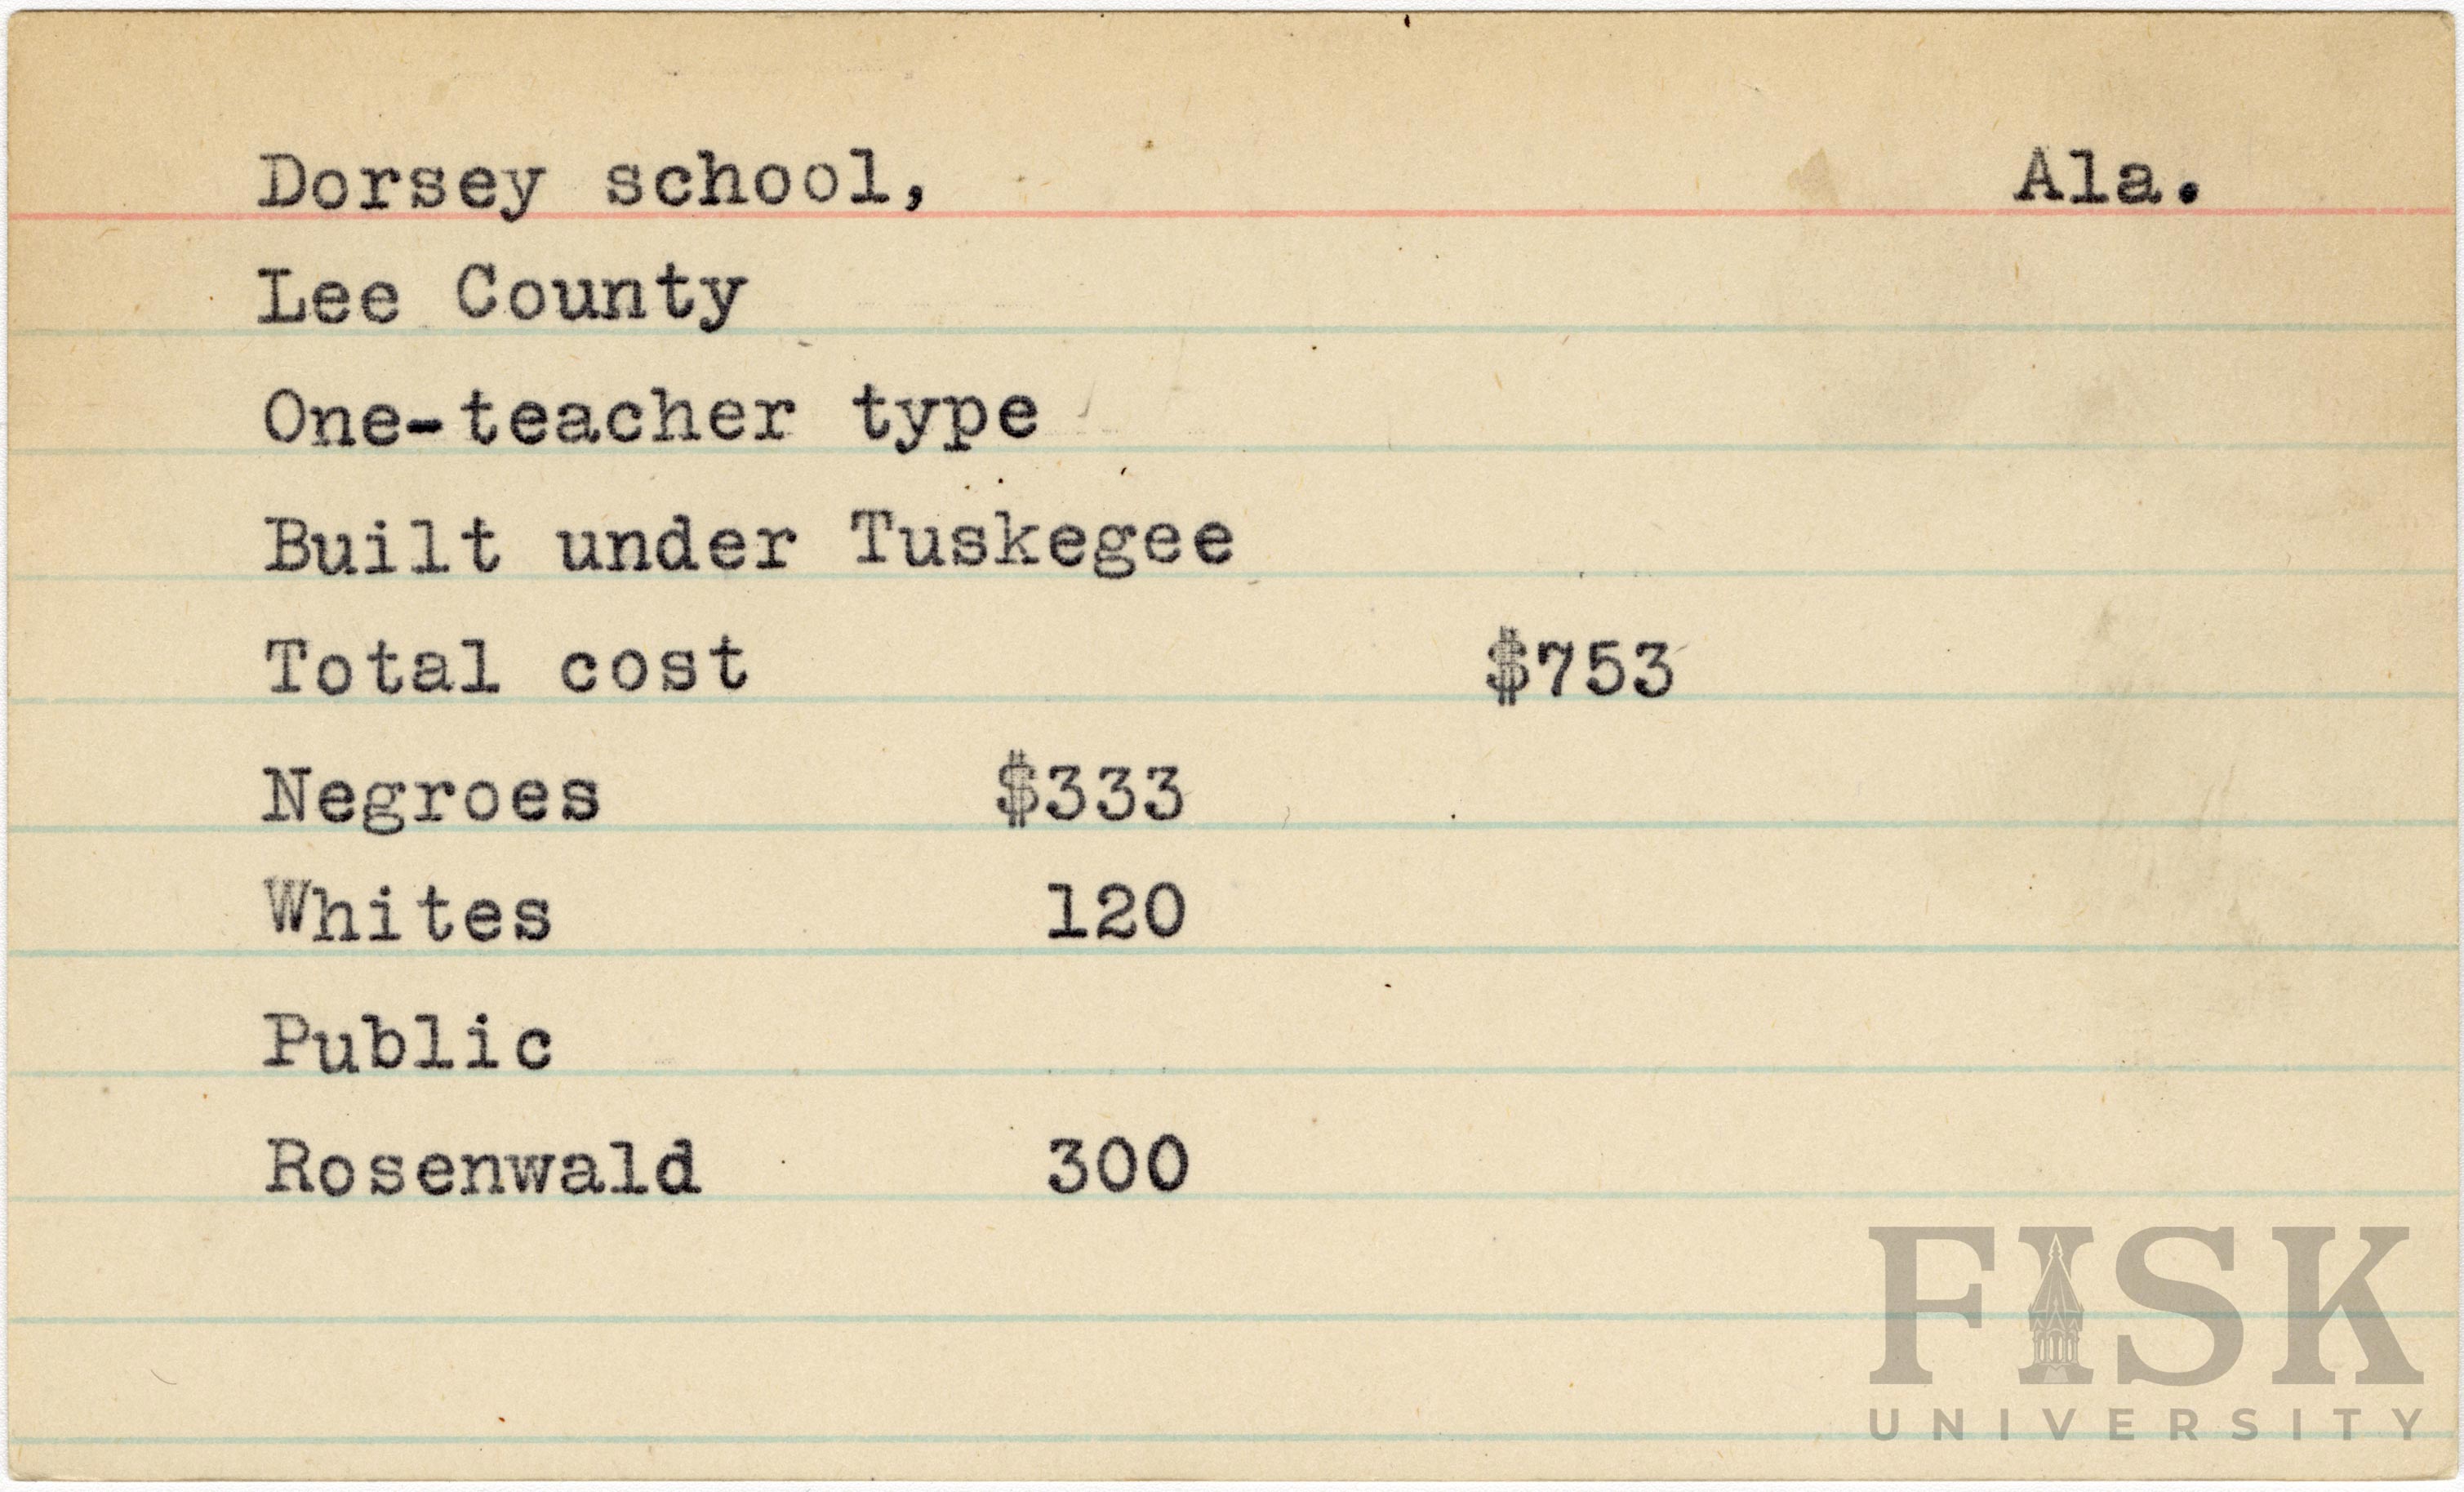 Dorsey school, Ala.
Lee County
One-teacher type
Built under Tuskegee
Total cost $753
Negroes $333
Whites 120
Public
Rosenwald 300
FISK
UNIVERSITY